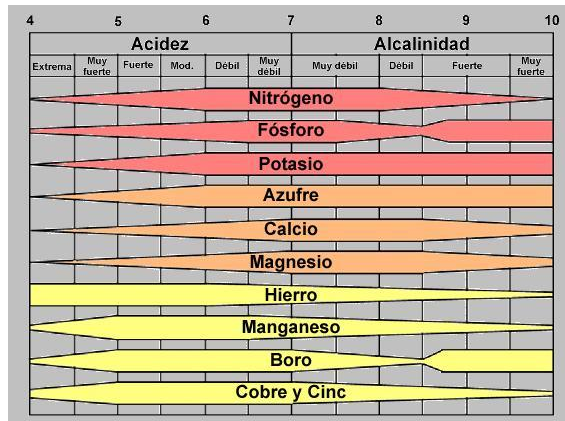 4 5 6 7 8 9 10
Acidez Alcalinidad
Extrema Muy fuerte Fuerte Mod. Débil Muy débil Muy débil Débil Fuerte Muy fuerte
Nitrógeno
Fósforo
Potasio
Azufre
Calcio
Magnesio
Hierro
Manganeso
Boro
Cobre y Cinc